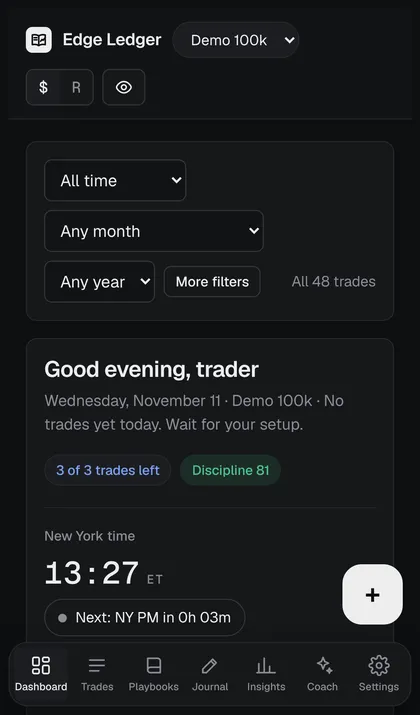 Edge Ledger
Demo 100k
$ R
All time
Any month
Any year
More filters
All 48 trades
Good evening, trader
Wednesday, November 11 · Demo 100k · No
trades yet today. Wait for your setup.
3 of 3 trades left
Discipline 81
New York time
13:27 ET
Next: NY PM in 0h 03m
+
Dashboard
Trades
Playbooks
Journal
Insights
Coach
Settings